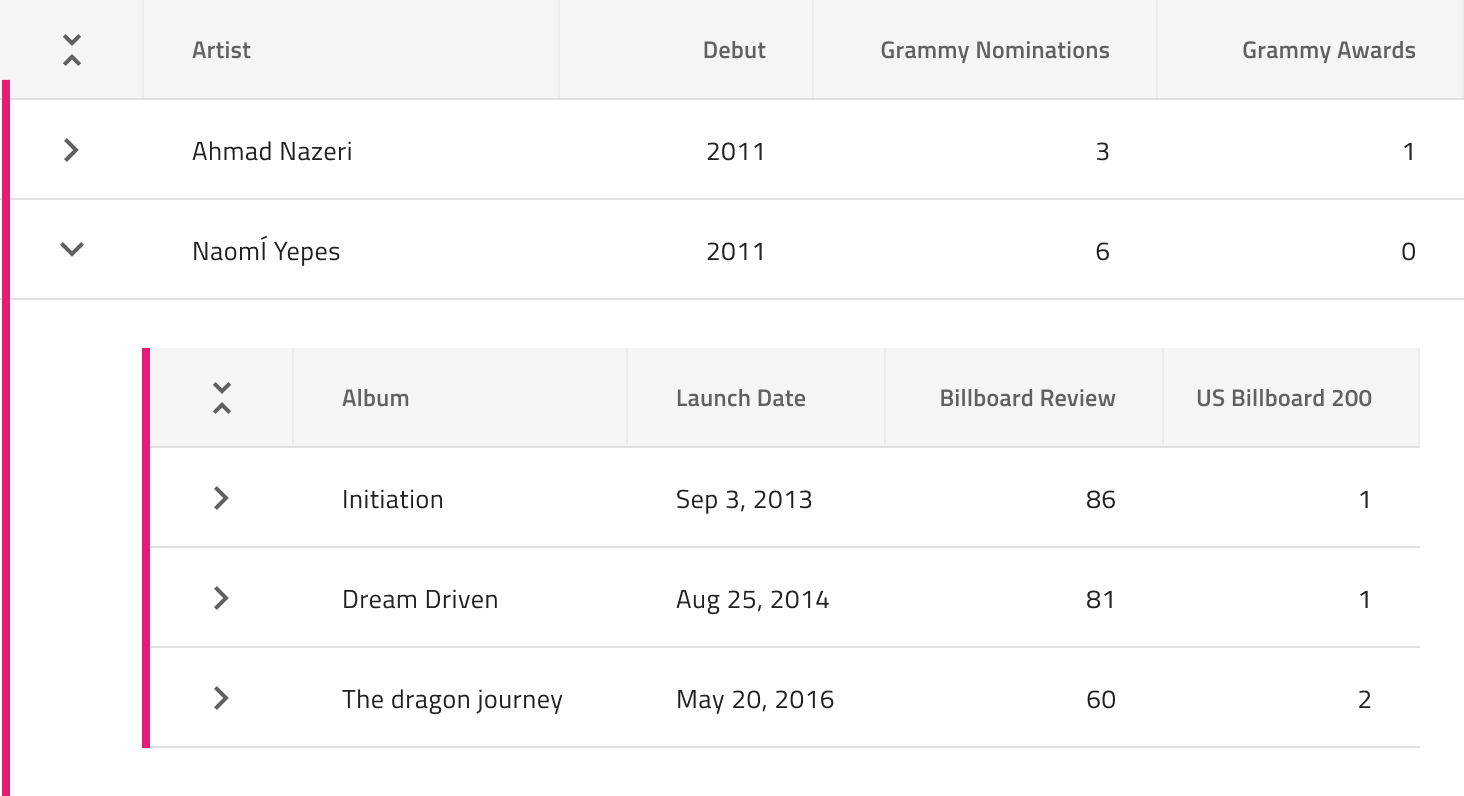 Artist Debut Grammy Nominations Grammy Awards
Ahmad Nazeri 2011 3 1
NaomÍ Yepes 2011 6 0
Album Launch Date Billboard Review US Billboard 200
Initiation Sep 3, 2013 86 1
Dream Driven Aug 25, 2014 81 1
The dragon journey May 20, 2016 60 2